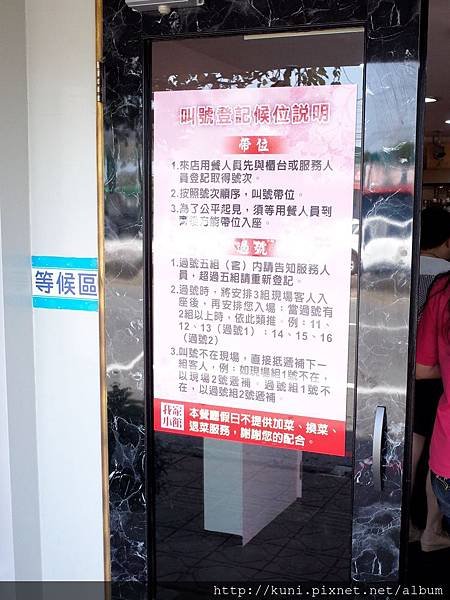 叫號登記候位說明
帶位
1.來店用餐人員先與櫃台或服務人
員登記取得號次。
2.按照號次順序，叫號帶位。
3.為了公平起見，須等用餐人員到
方能帶位入座。
過號
1.過號五組（客）內請告知服務人
員，超過五組請重新登記。
2.過號時，將安排3組現場客人入
座後，再安排您入場；當過號有
2組以上時，依此類推。例：11、
12、13（過號1）；14、15、16
（過號2）
3.叫號不在現場，直接抵遞補下一
組客人，例：如現場組1號不在，
以現場2號遞補。過號組1號不
在，以過號組2號遞補。
小館
本餐廳假日不提供加菜、換菜、
退菜服務，謝謝您的配合。
等候區
http://kuni.pixnet.net/album